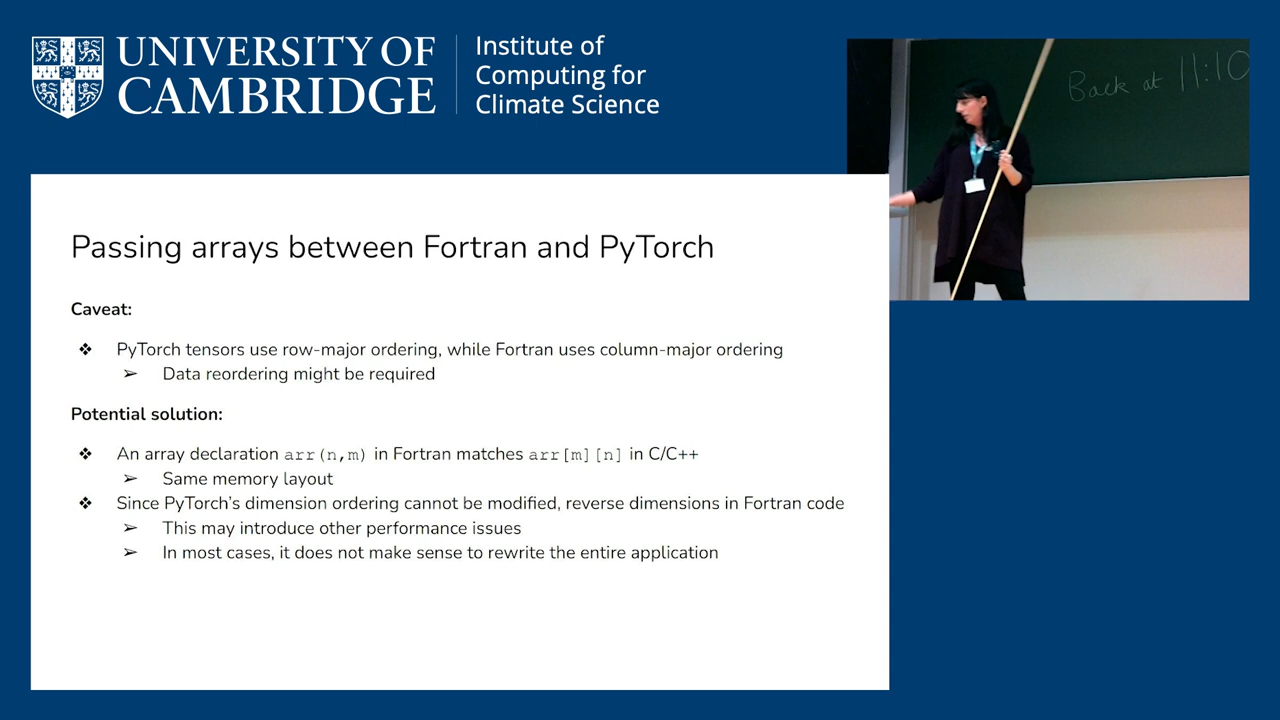 UNIVERSITY OF
CAMBRIDGE
Institute of
Computing for
Climate Science
Back at 11:10
Passing arrays between Fortran and PyTorch
Caveat:
❖ PyTorch tensors use row-major ordering, while Fortran uses column-major ordering
➢ Data reordering might be required
Potential solution:
❖ An array declaration arr(n,m) in Fortran matches arr[m][n] in C/C++
➢ Same memory layout
❖ Since PyTorch’s dimension ordering cannot be modified, reverse dimensions in Fortran code
➢ This may introduce other performance issues
➢ In most cases, it does not make sense to rewrite the entire application